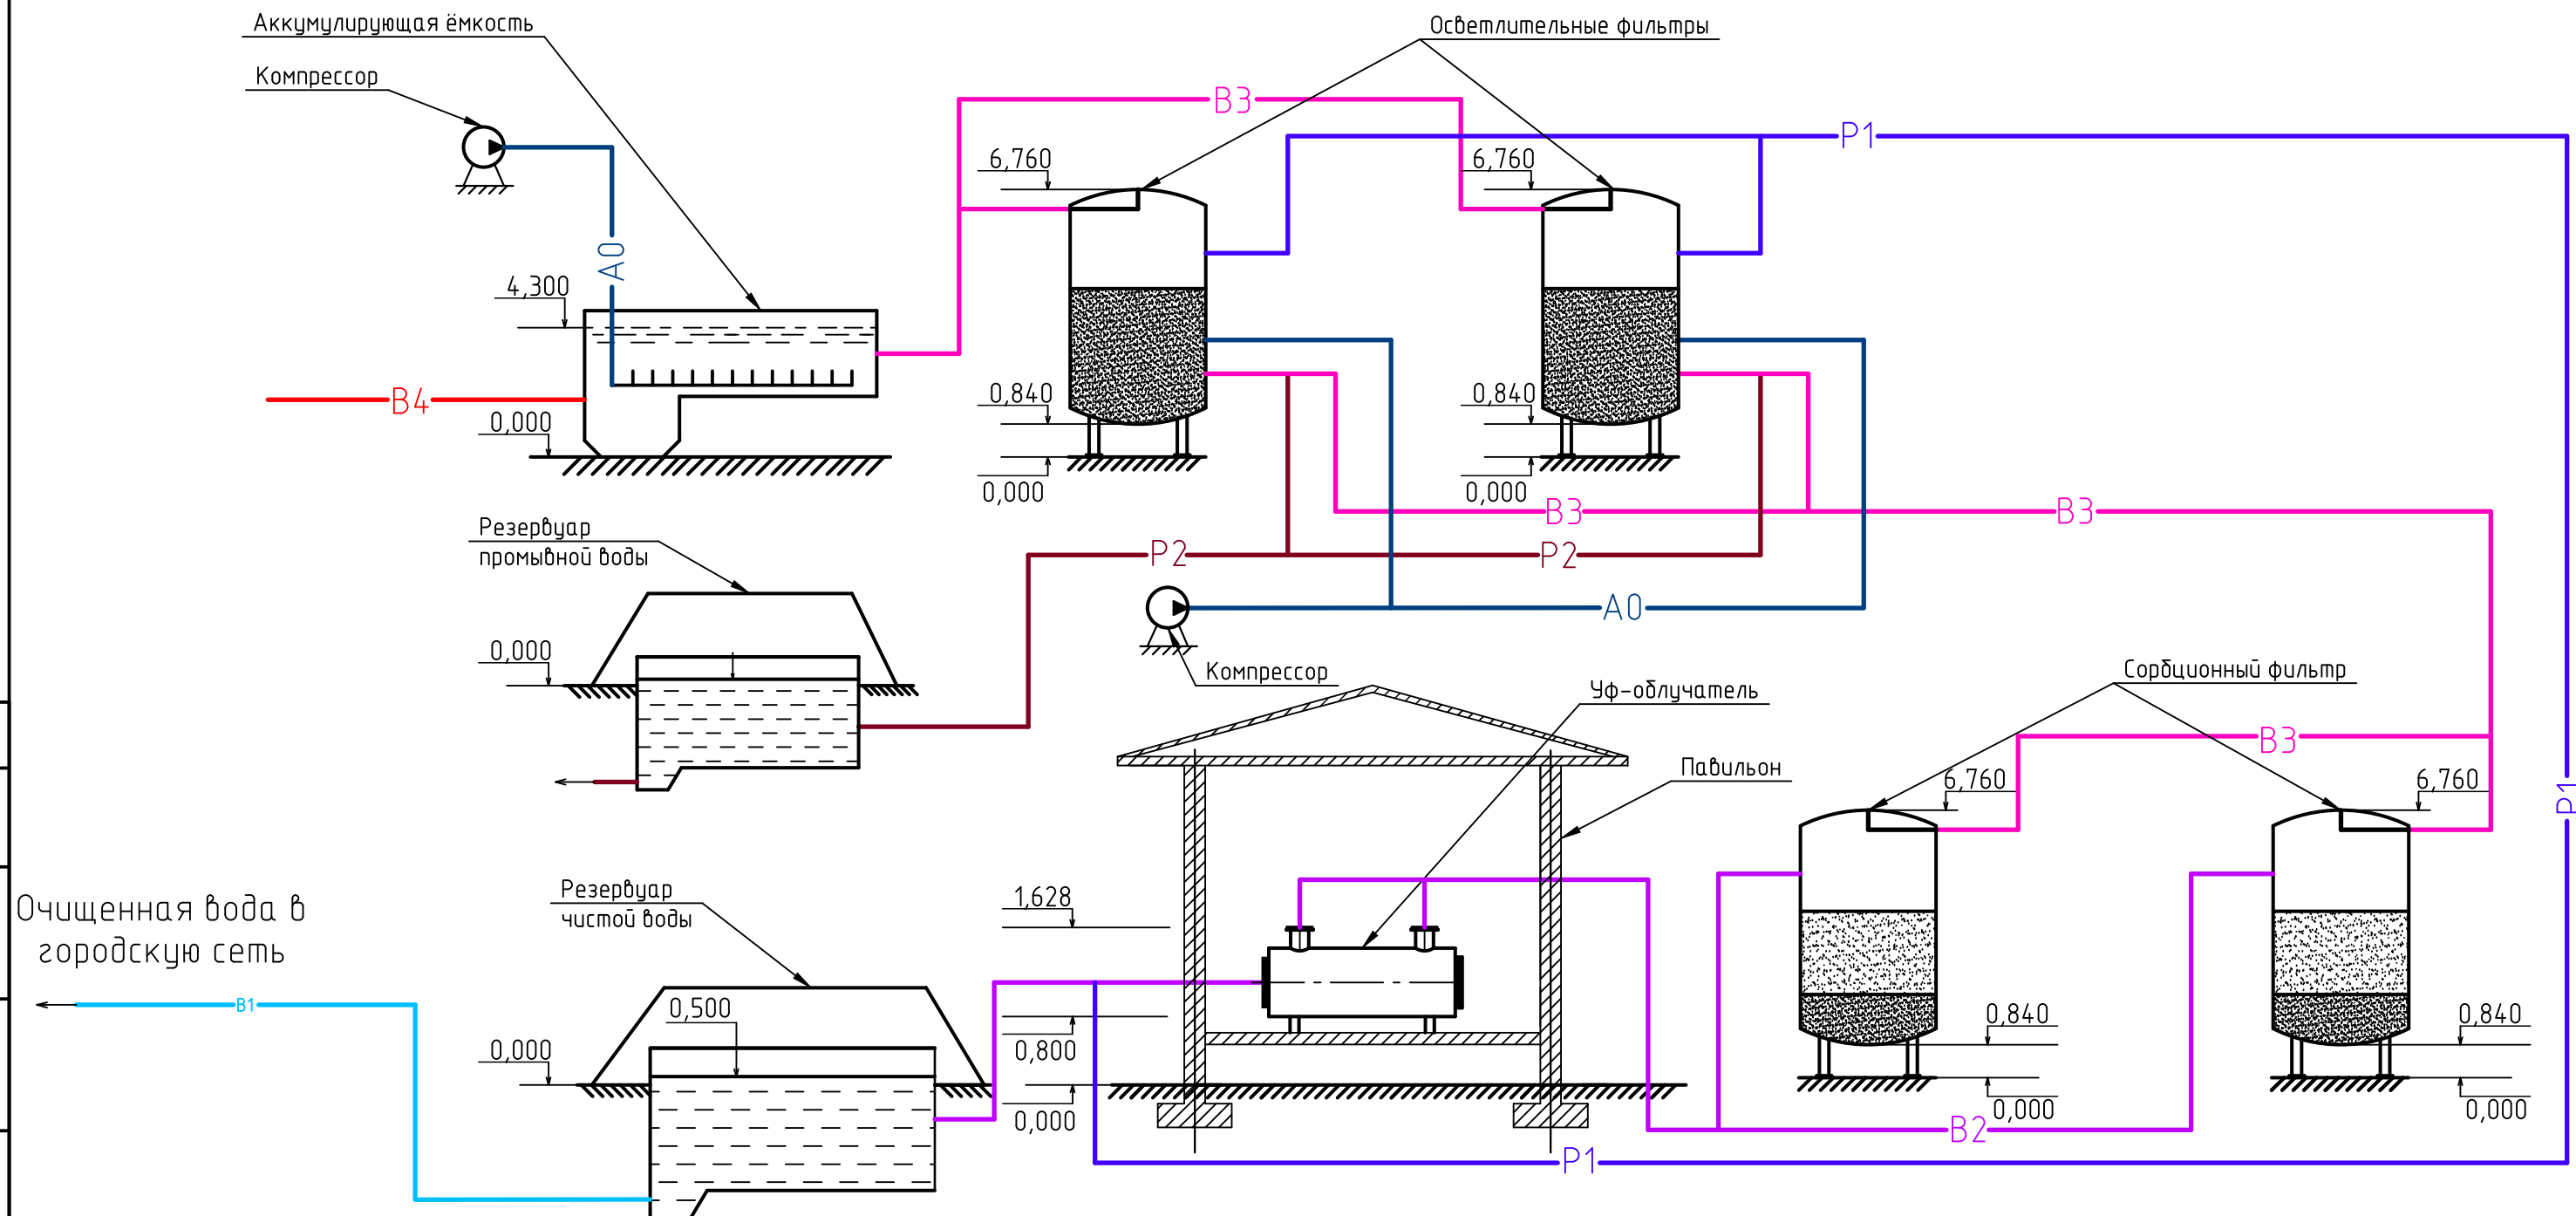 Аккумулирующая ёмкость
Осветлительные фильтры
Компрессор
В3
Р1
6,760
6,760
А0
4,300
В4
0,840
0,840
0,000
0,000
0,000
В3
В3
Резервуар
промывной воды
Р2
Р2
А0
0,000
Компрессор
Уф-облучатель
Сорбционный фильтр
В3
Павильон
6,760
6,760
Р1
Резервуар
чистой воды
1,628
Очищенная вода в
городскую сеть
0,500
В1
0,000
0,800
0,840
0,840
0,000
0,000
0,000
В2
Р1